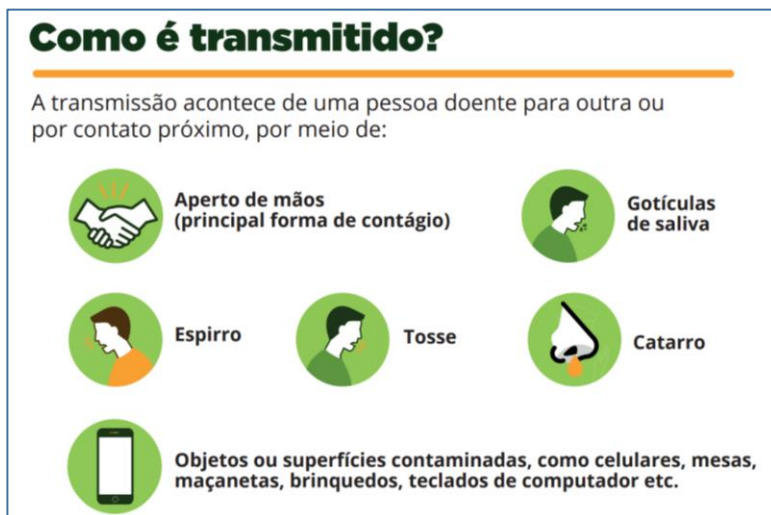 Como é transmitido?
A transmissão acontece de uma pessoa doente para outra ou
por contato próximo, por meio de:
Aperto de mãos
(principal forma de contágio)
Gotículas
de saliva
Espirro
Tosse
Catarro
Objetos ou superfícies contaminadas, como celulares, mesas,
maçanetas, brinquedos, teclados de computador etc.